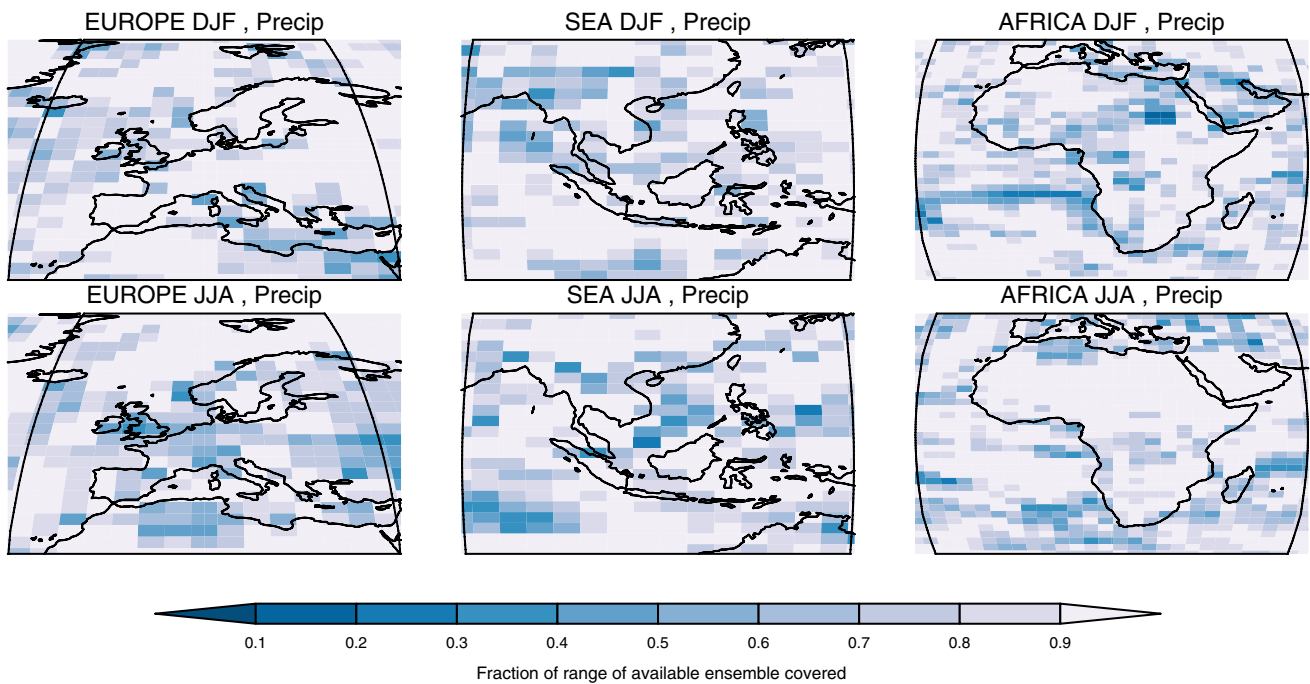 EUROPE DJF , Precip
SEA DJF , Precip
AFRICA DJF , Precip
EUROPE JJA , Precip
SEA JJA , Precip
AFRICA JJA , Precip
0.1 0.2 0.3 0.4 0.5 0.6 0.7 0.8 0.9
Fraction of range of available ensemble covered